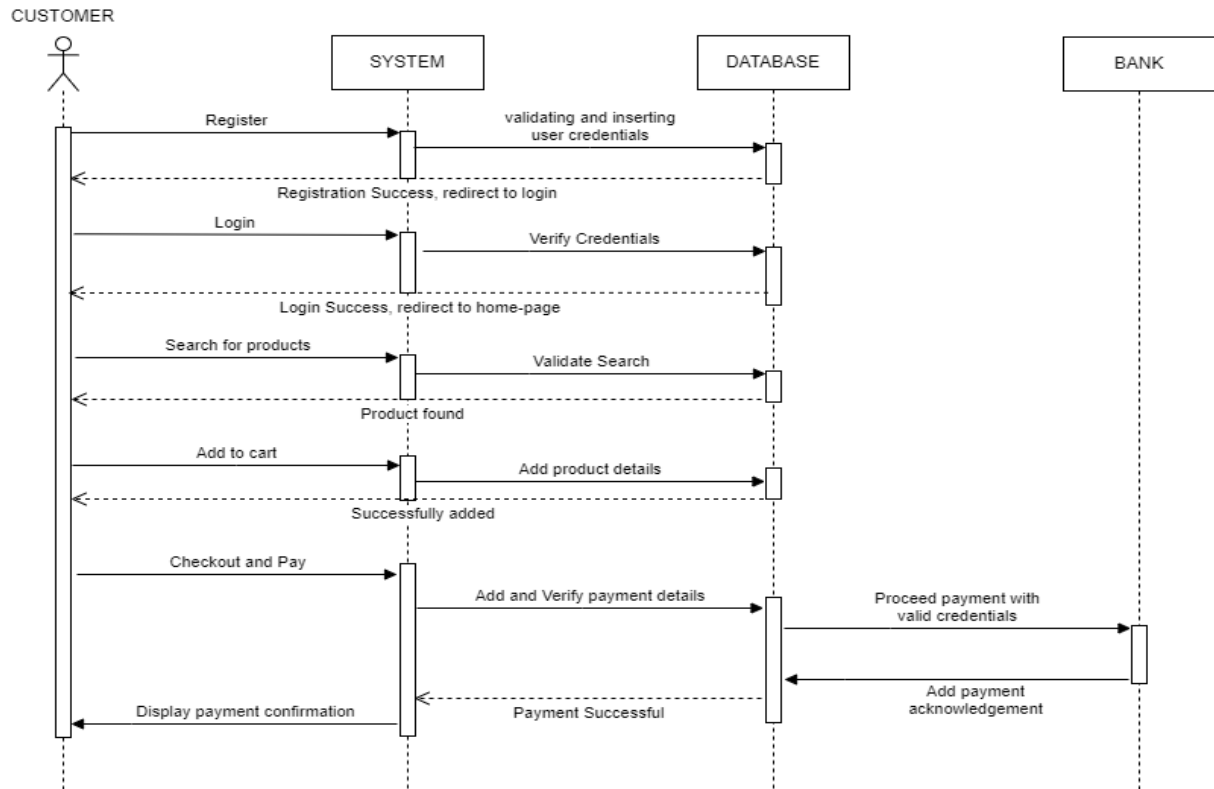 CUSTOMER
SYSTEM
DATABASE
BANK
Register
validating and inserting
user credentials
Registration Success, redirect to login
Login
Verify Credentials
Login Success, redirect to home-page
Search for products
Validate Search
Product found
Add to cart
Add product details
Successfully added
Checkout and Pay
Add and Verify payment details
Proceed payment with
valid credentials
Add payment
acknowledgement
Payment Successful
Display payment confirmation